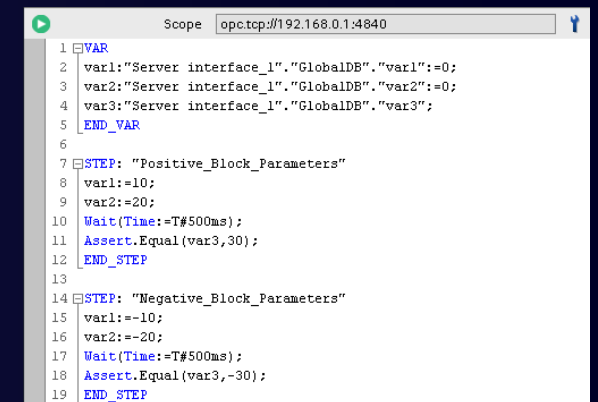 Scope opc.tcp://192.168.0.1:4840
1 VAR
2 var1:"Server interface_1"."GlobalDB"."var1":=0;
3 var2:"Server interface_1"."GlobalDB"."var2":=0;
4 var3:"Server interface_1"."GlobalDB"."var3";
5 END_VAR
6
7 STEP: "Positive_Block_Parameters"
8 var1:=10;
9 var2:=20;
10 Wait(Time:=T#500ms);
11 Assert.Equal(var3,30);
12 END_STEP
13
14 STEP: "Negative_Block_Parameters"
15 var1:=-10;
16 var2:=-20;
17 Wait(Time:=T#500ms);
18 Assert.Equal(var3,-30);
19 END_STEP